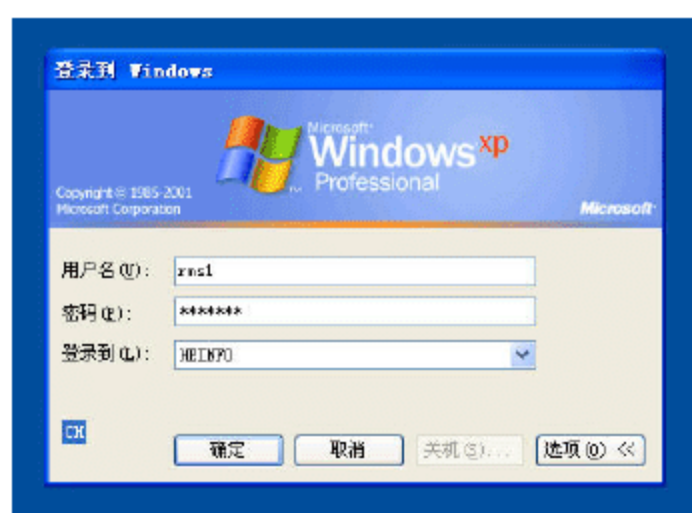 登录到 Windows
Microsoft
Windows xp
Professional
Copyright © 1985-2001
Microsoft Corporation
Microsoft
用户名(U): rms1
密码(P): *******
登录到(L): HEINFO
CH
确定 取消 关机(S)... 选项(O) <<